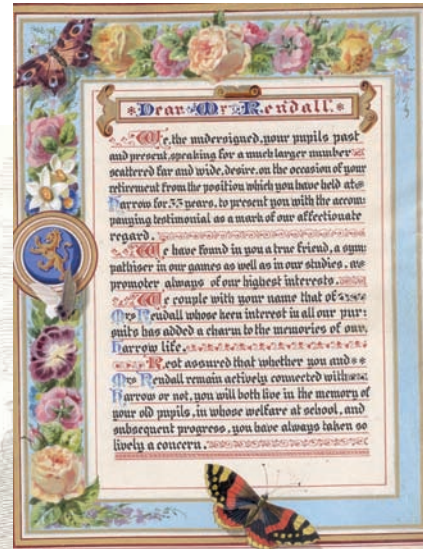 Dear Mr Rendall.
We, the undersigned, your pupils past
and present, speaking for a much larger number
scattered far and wide, desire, on the occasion of your
retirement from the position which you have held at
Harrow for 33 years, to present you with the accom
panying testimonial as a mark of our affectionate
regard.
We have found in you a true friend, a sym:
pathiser in our games as well as in our studies, a
promoter always of our highest interests.
We couple with your name that of
Mrs Rendall whose keen interest in all our pur:
suits has added a charm to the memories of our
Harrow life.
Rest assured that whether you and
Mrs Rendall remain actively connected with
Harrow or not, you will both live in the memory of
your old pupils, in whose welfare at school, and
subsequent progress, you have always taken so
lively a concern.